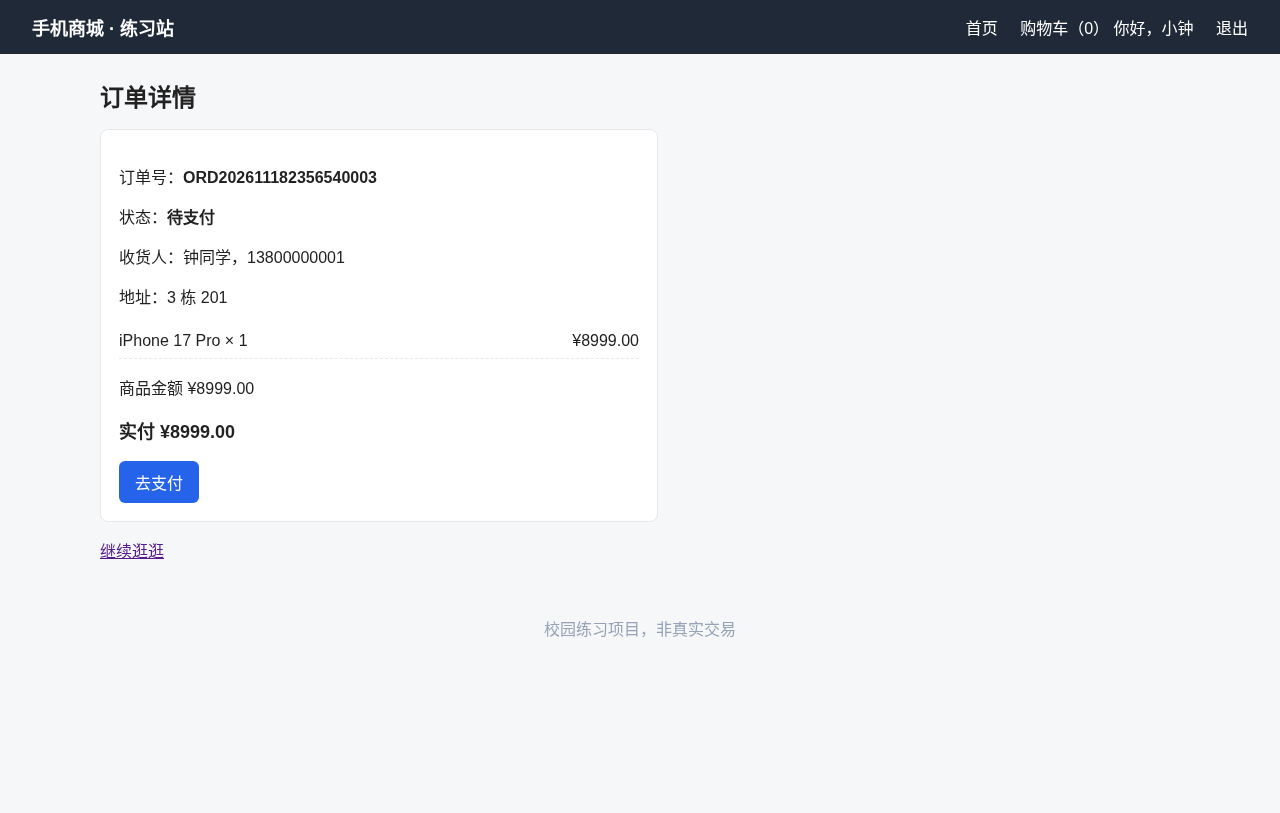 手机商城 · 练习站
首页 购物车（0） 你好，小钟 退出
订单详情
订单号：ORD202611182356540003
状态：待支付
收货人：钟同学，13800000001
地址：3 栋 201
iPhone 17 Pro × 1 ¥8999.00
商品金额 ¥8999.00
实付 ¥8999.00
去支付
继续逛逛
校园练习项目，非真实交易